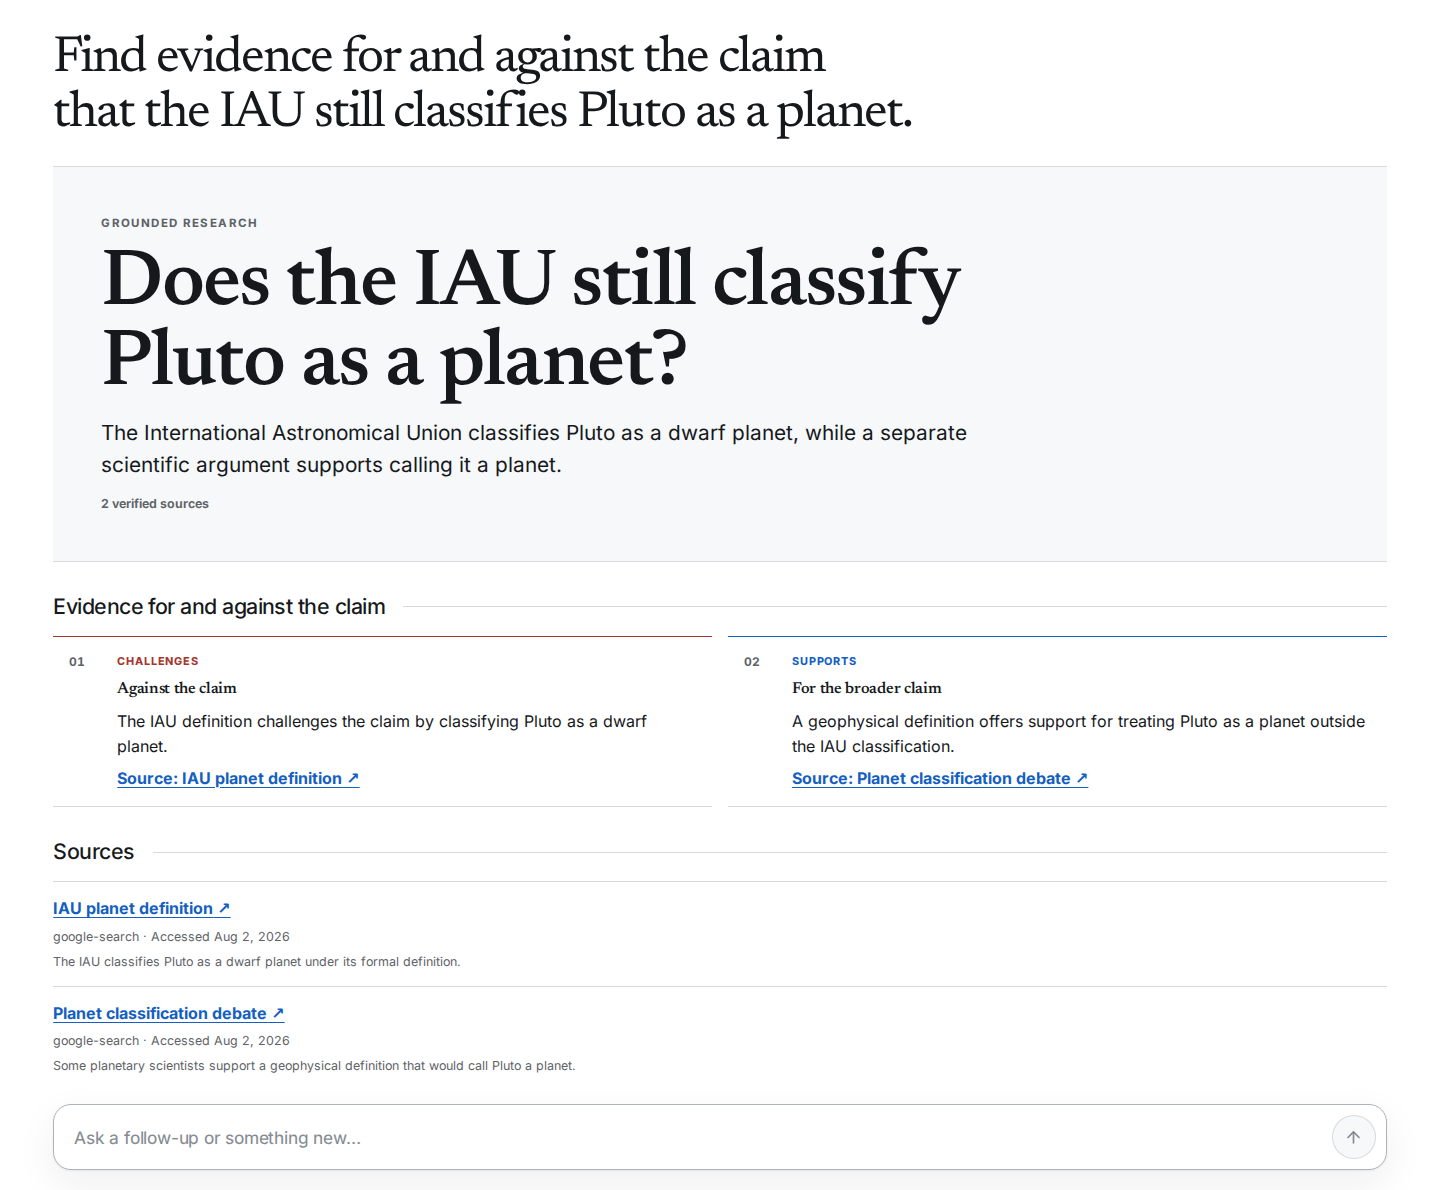 Find evidence for and against the claim
that the IAU still classifies Pluto as a planet.
GROUNDED RESEARCH
Does the IAU still classify
Pluto as a planet?
The International Astronomical Union classifies Pluto as a dwarf planet, while a separate
scientific argument supports calling it a planet.
2 verified sources
Evidence for and against the claim
01
CHALLENGES
Against the claim
The IAU definition challenges the claim by classifying Pluto as a dwarf
planet.
Source: IAU planet definition ↗
02
SUPPORTS
For the broader claim
A geophysical definition offers support for treating Pluto as a planet outside
the IAU classification.
Source: Planet classification debate ↗
Sources
IAU planet definition ↗
google-search · Accessed Aug 2, 2026
The IAU classifies Pluto as a dwarf planet under its formal definition.
Planet classification debate ↗
google-search · Accessed Aug 2, 2026
Some planetary scientists support a geophysical definition that would call Pluto a planet.
Ask a follow-up or something new...